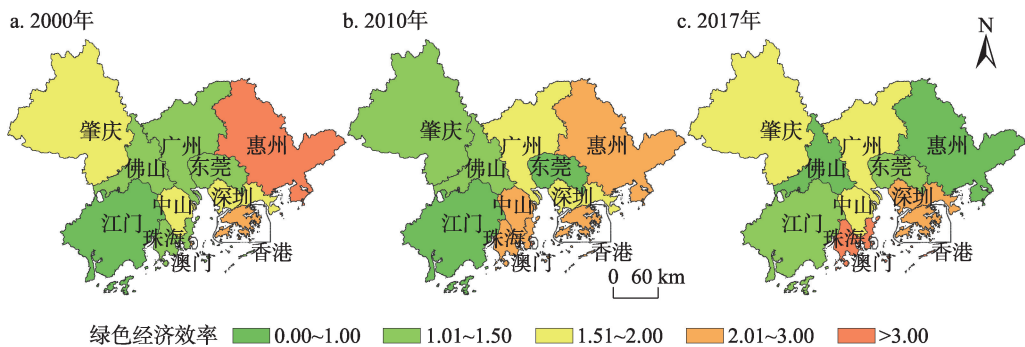 a. 2000年
肇庆
广州
惠州
佛山
东莞
江门
中山
深圳
珠海
澳门
香港
b. 2010年
肇庆
广州
惠州
佛山
东莞
江门
中山
深圳
珠海
澳门
香港
0 60 km
c. 2017年
N
肇庆
广州
惠州
佛山
东莞
江门
中山
深圳
珠海
澳门
香港
绿色经济效率 0.00~1.00 1.01~1.50 1.51~2.00 2.01~3.00 >3.00